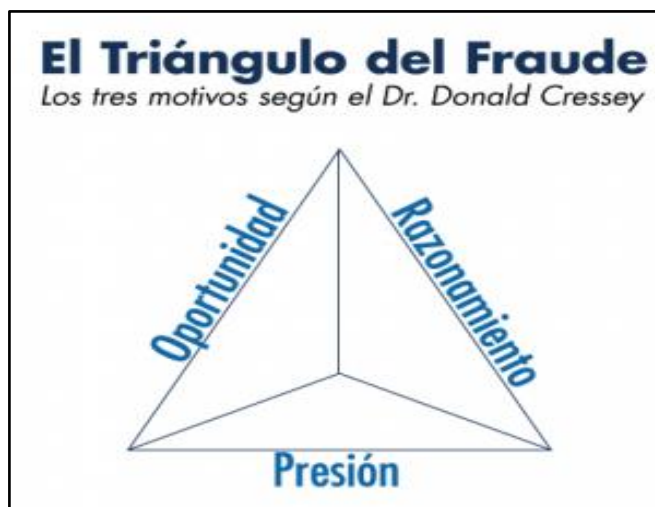 El Triángulo del Fraude
Los tres motivos según el Dr. Donald Cressey
Oportunidad
Razonamiento
Presión